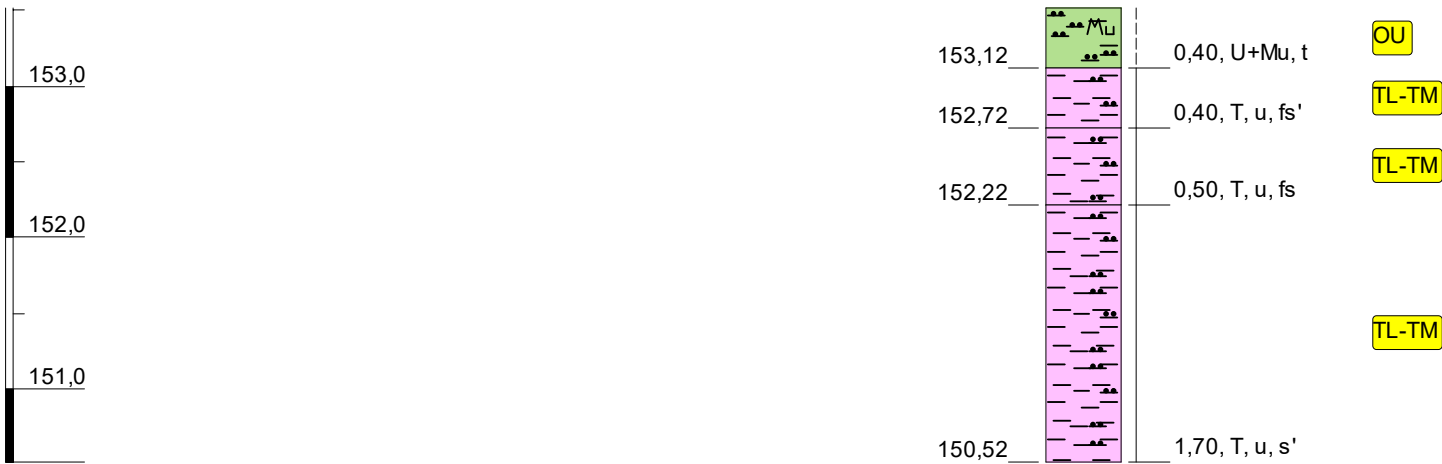 Mu
OU
153,12
0,40, U+Mu, t
153,0
TL-TM
152,72
0,40, T, u, fs'
TL-TM
152,22
0,50, T, u, fs
152,0
TL-TM
151,0
150,52
1,70, T, u, s'